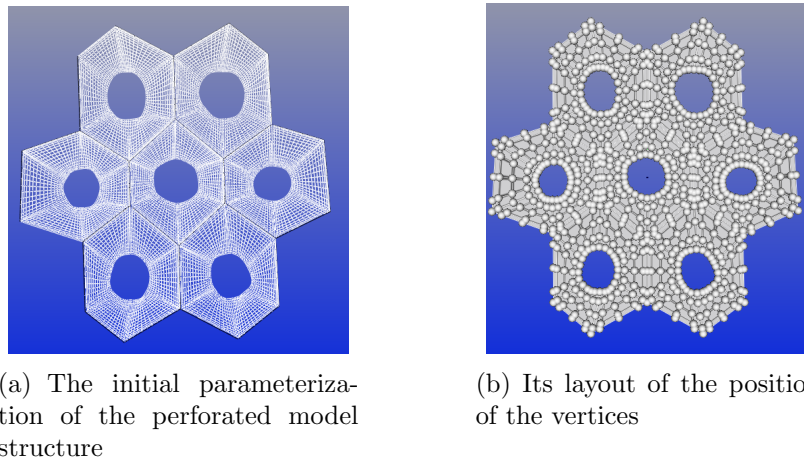 (a) The initial parameteriza-
tion of the perforated model
structure
(b) Its layout of the positio
of the vertices